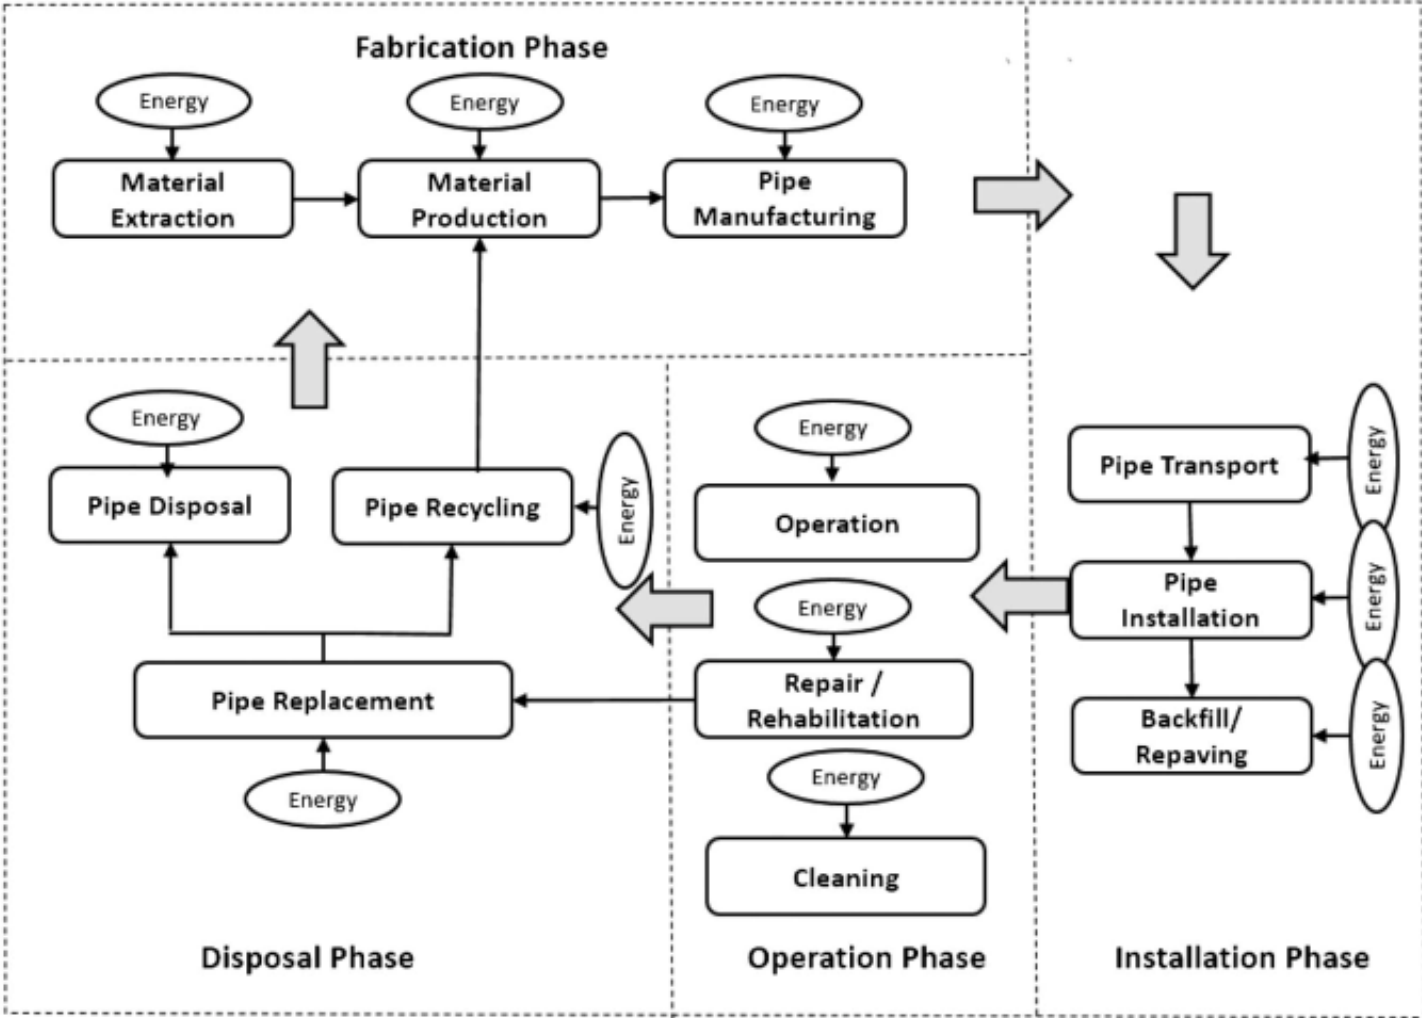 Fabrication Phase
Energy
Energy
Energy
Material
Extraction
Material
Production
Pipe
Manufacturing
Energy
Pipe Disposal
Pipe Recycling
Energy
Pipe Replacement
Energy
Disposal Phase
Energy
Operation
Energy
Repair /
Rehabilitation
Energy
Cleaning
Operation Phase
Pipe Transport
Energy
Pipe
Installation
Energy
Backfill/
Repaving
Energy
Installation Phase